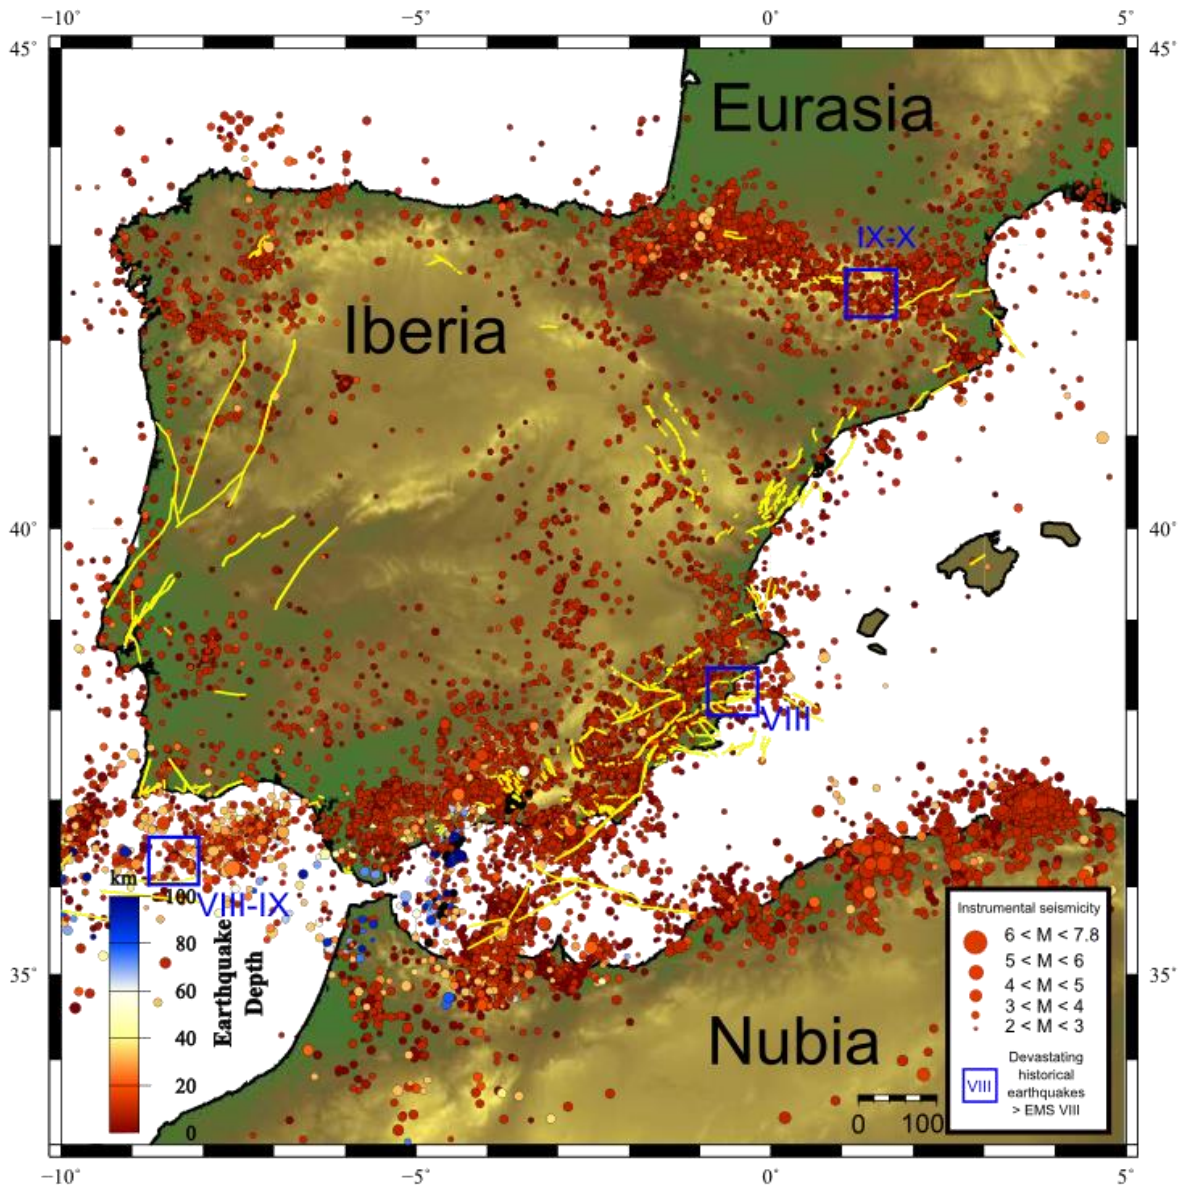 −10° −5° 0° 5°
45° 45°
Eurasia
IX-X
Iberia
40° 40°
VIII
km
100
VIII-IX
80
60
40
20
0
Earthquake
Depth
35° 35°
Nubia
0 100
Instrumental seismicity
6 < M < 7.8
5 < M < 6
4 < M < 5
3 < M < 4
2 < M < 3
VIII
Devastating
historical
earthquakes
> EMS VIII
−10° −5° 0° 5°